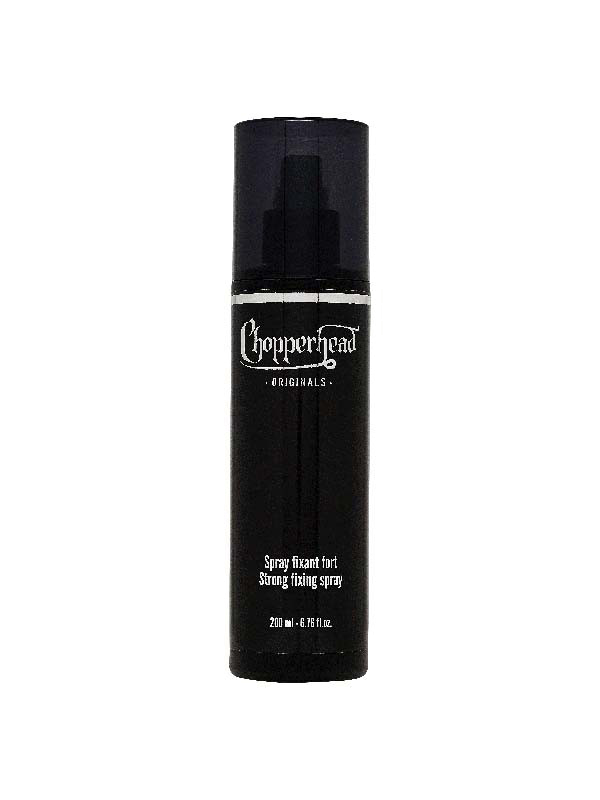 Chopperhead
· ORIGINALS ·
Spray fixant fort
Strong fixing spray
200 ml - 6.76 fl.oz.